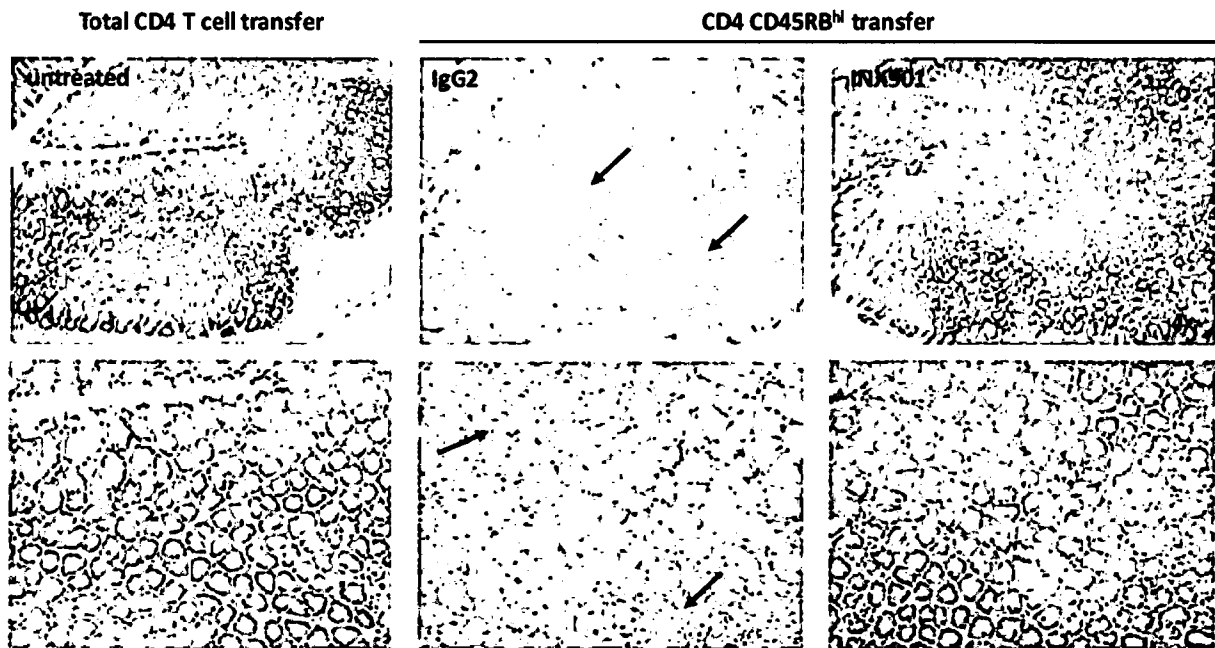 Total CD4 T cell transfer
CD4 CD45RBhi transfer
untreated
IgG2
INX901